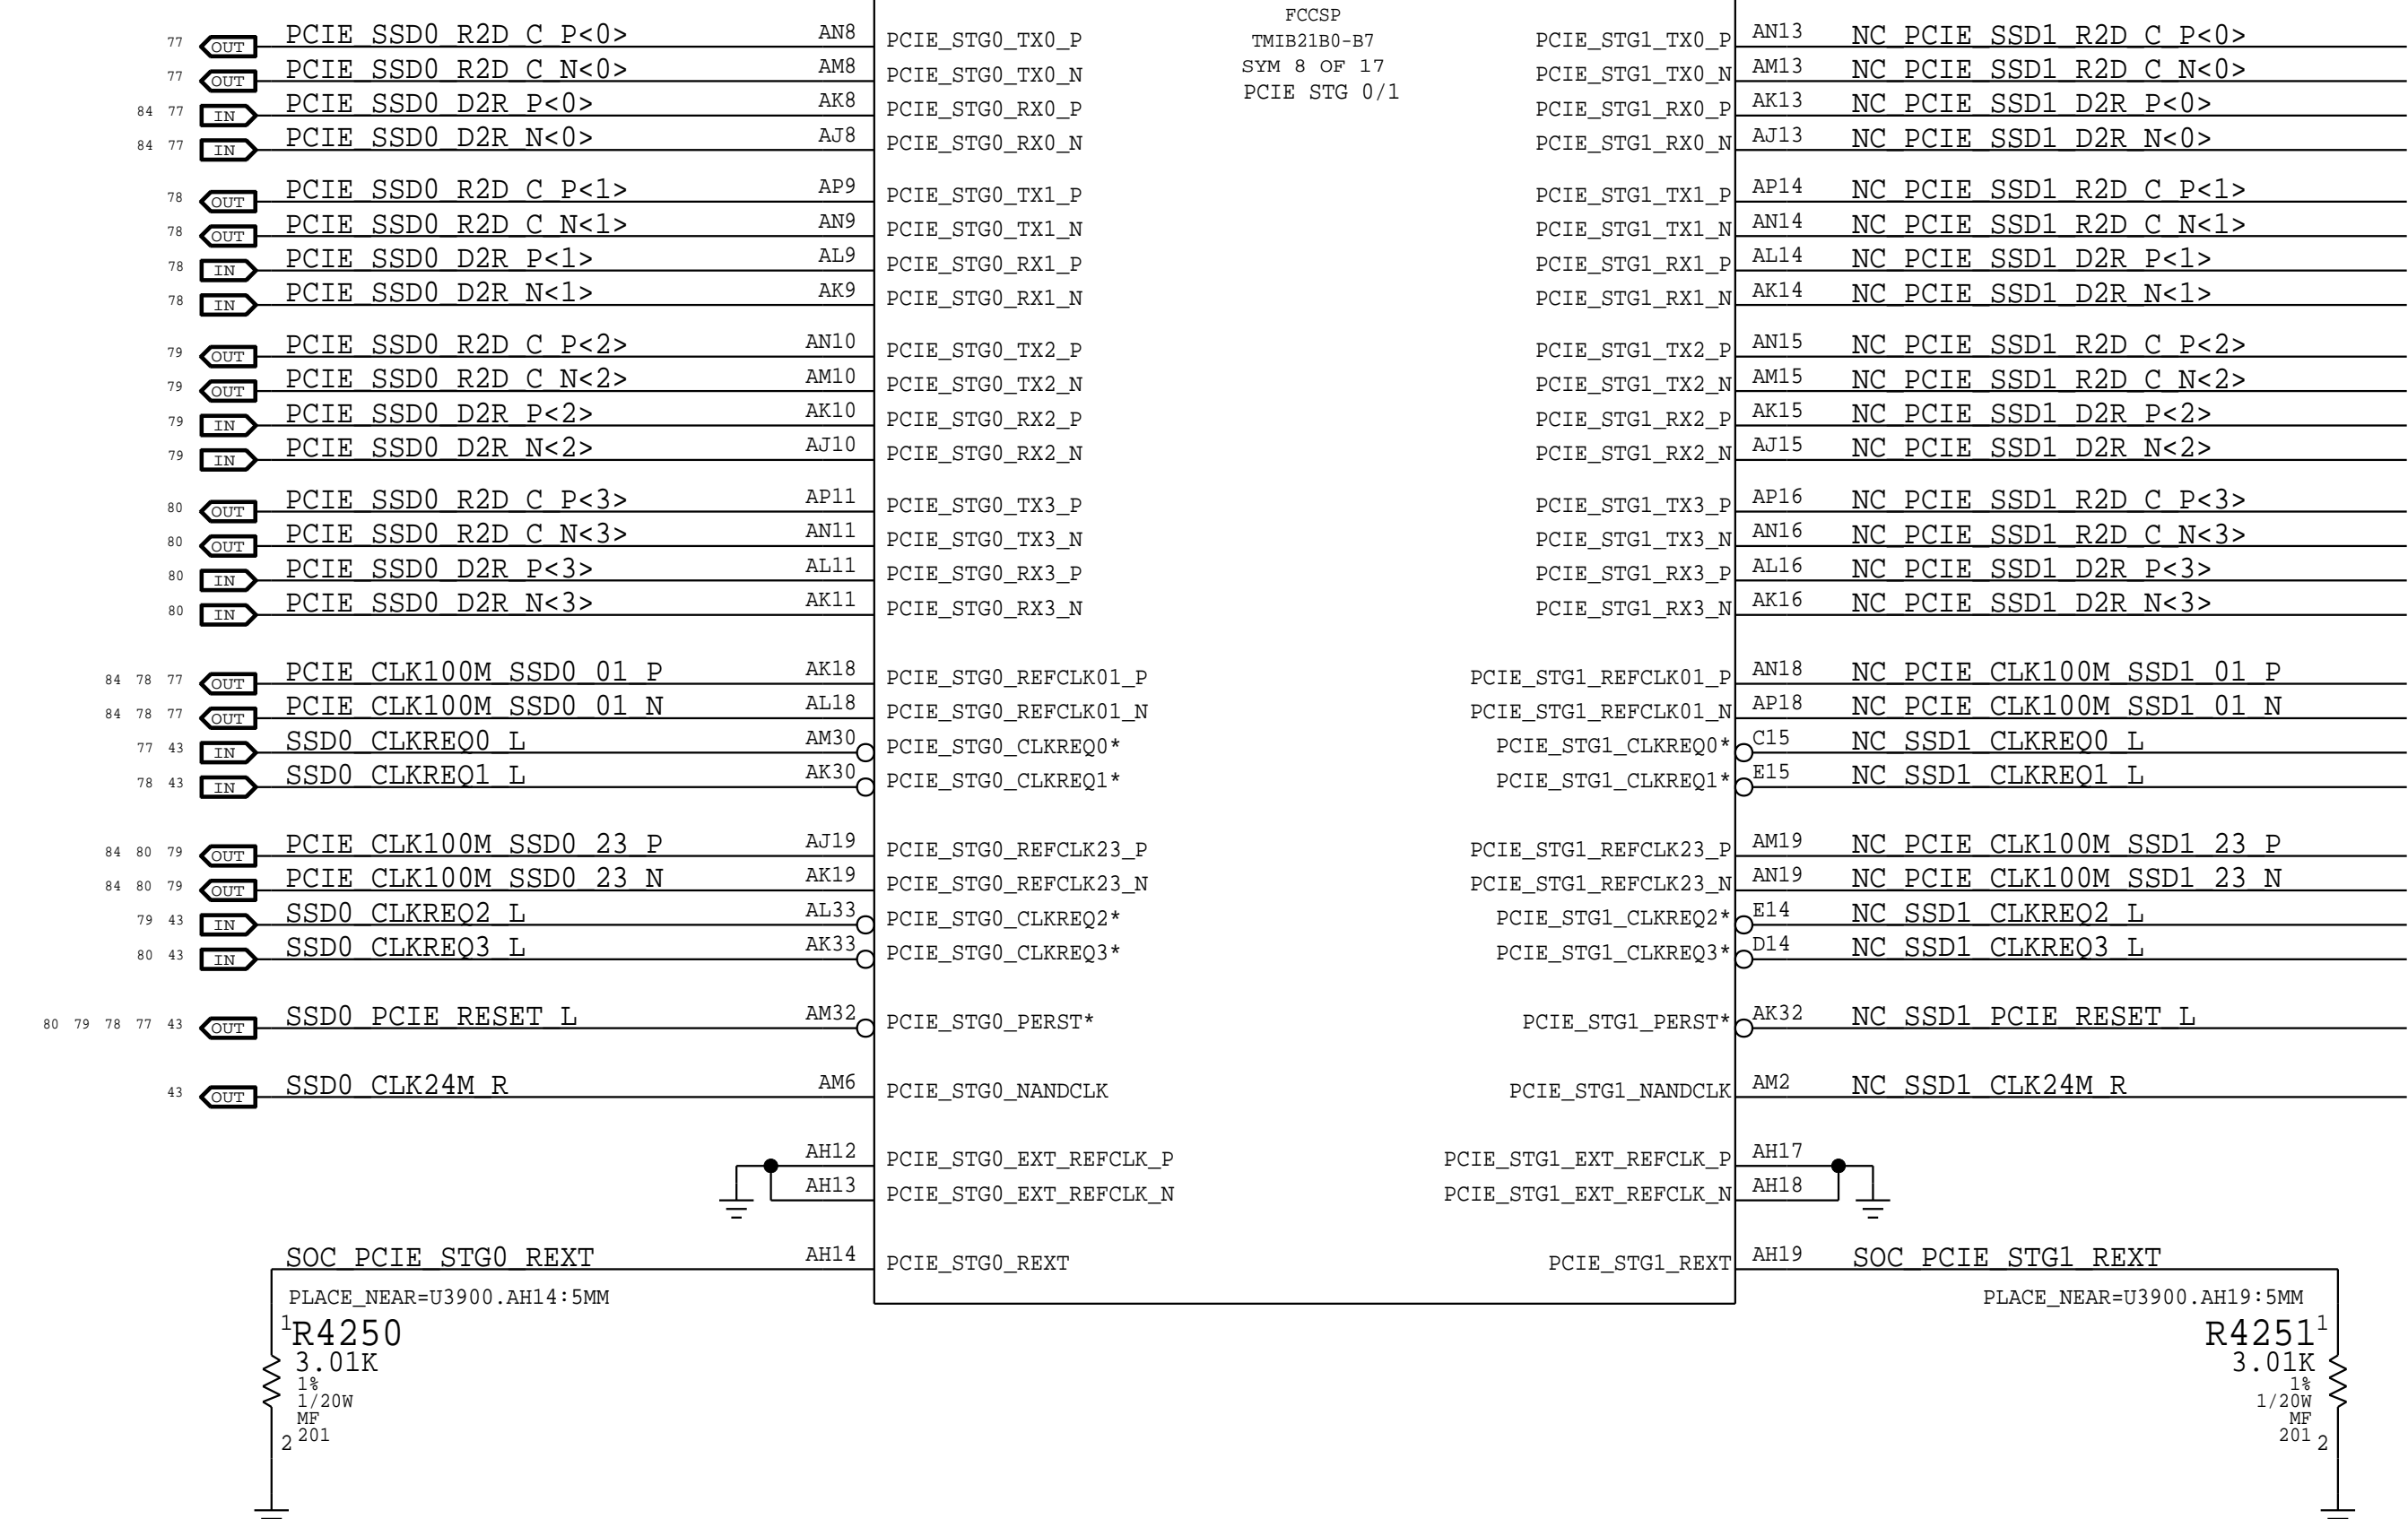 FCCSP
TMIB21B0-B7
SYM 8 OF 17
PCIE STG 0/1
77 OUT PCIE_SSD0_R2D_C_P<0> AN8 PCIE_STG0_TX0_P PCIE_STG1_TX0_P AN13 NC_PCIE_SSD1_R2D_C_P<0>
77 OUT PCIE_SSD0_R2D_C_N<0> AM8 PCIE_STG0_TX0_N PCIE_STG1_TX0_N AM13 NC_PCIE_SSD1_R2D_C_N<0>
84 77 IN PCIE_SSD0_D2R_P<0> AK8 PCIE_STG0_RX0_P PCIE_STG1_RX0_P AK13 NC_PCIE_SSD1_D2R_P<0>
84 77 IN PCIE_SSD0_D2R_N<0> AJ8 PCIE_STG0_RX0_N PCIE_STG1_RX0_N AJ13 NC_PCIE_SSD1_D2R_N<0>
78 OUT PCIE_SSD0_R2D_C_P<1> AP9 PCIE_STG0_TX1_P PCIE_STG1_TX1_P AP14 NC_PCIE_SSD1_R2D_C_P<1>
78 OUT PCIE_SSD0_R2D_C_N<1> AN9 PCIE_STG0_TX1_N PCIE_STG1_TX1_N AN14 NC_PCIE_SSD1_R2D_C_N<1>
78 IN PCIE_SSD0_D2R_P<1> AL9 PCIE_STG0_RX1_P PCIE_STG1_RX1_P AL14 NC_PCIE_SSD1_D2R_P<1>
78 IN PCIE_SSD0_D2R_N<1> AK9 PCIE_STG0_RX1_N PCIE_STG1_RX1_N AK14 NC_PCIE_SSD1_D2R_N<1>
79 OUT PCIE_SSD0_R2D_C_P<2> AN10 PCIE_STG0_TX2_P PCIE_STG1_TX2_P AN15 NC_PCIE_SSD1_R2D_C_P<2>
79 OUT PCIE_SSD0_R2D_C_N<2> AM10 PCIE_STG0_TX2_N PCIE_STG1_TX2_N AM15 NC_PCIE_SSD1_R2D_C_N<2>
79 IN PCIE_SSD0_D2R_P<2> AK10 PCIE_STG0_RX2_P PCIE_STG1_RX2_P AK15 NC_PCIE_SSD1_D2R_P<2>
79 IN PCIE_SSD0_D2R_N<2> AJ10 PCIE_STG0_RX2_N PCIE_STG1_RX2_N AJ15 NC_PCIE_SSD1_D2R_N<2>
80 OUT PCIE_SSD0_R2D_C_P<3> AP11 PCIE_STG0_TX3_P PCIE_STG1_TX3_P AP16 NC_PCIE_SSD1_R2D_C_P<3>
80 OUT PCIE_SSD0_R2D_C_N<3> AN11 PCIE_STG0_TX3_N PCIE_STG1_TX3_N AN16 NC_PCIE_SSD1_R2D_C_N<3>
80 IN PCIE_SSD0_D2R_P<3> AL11 PCIE_STG0_RX3_P PCIE_STG1_RX3_P AL16 NC_PCIE_SSD1_D2R_P<3>
80 IN PCIE_SSD0_D2R_N<3> AK11 PCIE_STG0_RX3_N PCIE_STG1_RX3_N AK16 NC_PCIE_SSD1_D2R_N<3>
84 78 77 OUT PCIE_CLK100M_SSD0_01_P AK18 PCIE_STG0_REFCLK01_P PCIE_STG1_REFCLK01_P AN18 NC_PCIE_CLK100M_SSD1_01_P
84 78 77 OUT PCIE_CLK100M_SSD0_01_N AL18 PCIE_STG0_REFCLK01_N PCIE_STG1_REFCLK01_N AP18 NC_PCIE_CLK100M_SSD1_01_N
77 43 IN SSD0_CLKREQ0_L AM30 PCIE_STG0_CLKREQ0* PCIE_STG1_CLKREQ0* C15 NC_SSD1_CLKREQ0_L
78 43 IN SSD0_CLKREQ1_L AK30 PCIE_STG0_CLKREQ1* PCIE_STG1_CLKREQ1* E15 NC_SSD1_CLKREQ1_L
84 80 79 OUT PCIE_CLK100M_SSD0_23_P AJ19 PCIE_STG0_REFCLK23_P PCIE_STG1_REFCLK23_P AM19 NC_PCIE_CLK100M_SSD1_23_P
84 80 79 OUT PCIE_CLK100M_SSD0_23_N AK19 PCIE_STG0_REFCLK23_N PCIE_STG1_REFCLK23_N AN19 NC_PCIE_CLK100M_SSD1_23_N
79 43 IN SSD0_CLKREQ2_L AL33 PCIE_STG0_CLKREQ2* PCIE_STG1_CLKREQ2* E14 NC_SSD1_CLKREQ2_L
80 43 IN SSD0_CLKREQ3_L AK33 PCIE_STG0_CLKREQ3* PCIE_STG1_CLKREQ3* D14 NC_SSD1_CLKREQ3_L
80 79 78 77 43 OUT SSD0_PCIE_RESET_L AM32 PCIE_STG0_PERST* PCIE_STG1_PERST* AK32 NC_SSD1_PCIE_RESET_L
43 OUT SSD0_CLK24M_R AM6 PCIE_STG0_NANDCLK PCIE_STG1_NANDCLK AM2 NC_SSD1_CLK24M_R
AH12 PCIE_STG0_EXT_REFCLK_P PCIE_STG1_EXT_REFCLK_P AH17
AH13 PCIE_STG0_EXT_REFCLK_N PCIE_STG1_EXT_REFCLK_N AH18
SOC_PCIE_STG0_REXT AH14 PCIE_STG0_REXT PCIE_STG1_REXT AH19 SOC_PCIE_STG1_REXT
PLACE_NEAR=U3900.AH14:5MM PLACE_NEAR=U3900.AH19:5MM
1 R4250 R4251 1
3.01K 3.01K
1% 1%
1/20W 1/20W
MF MF
2 201 201 2